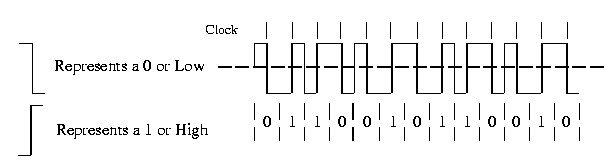 Clock
Represents a 0 or Low
0 1 1 0 0 1 0 1 1 0 0 1 0
Represents a 1 or High